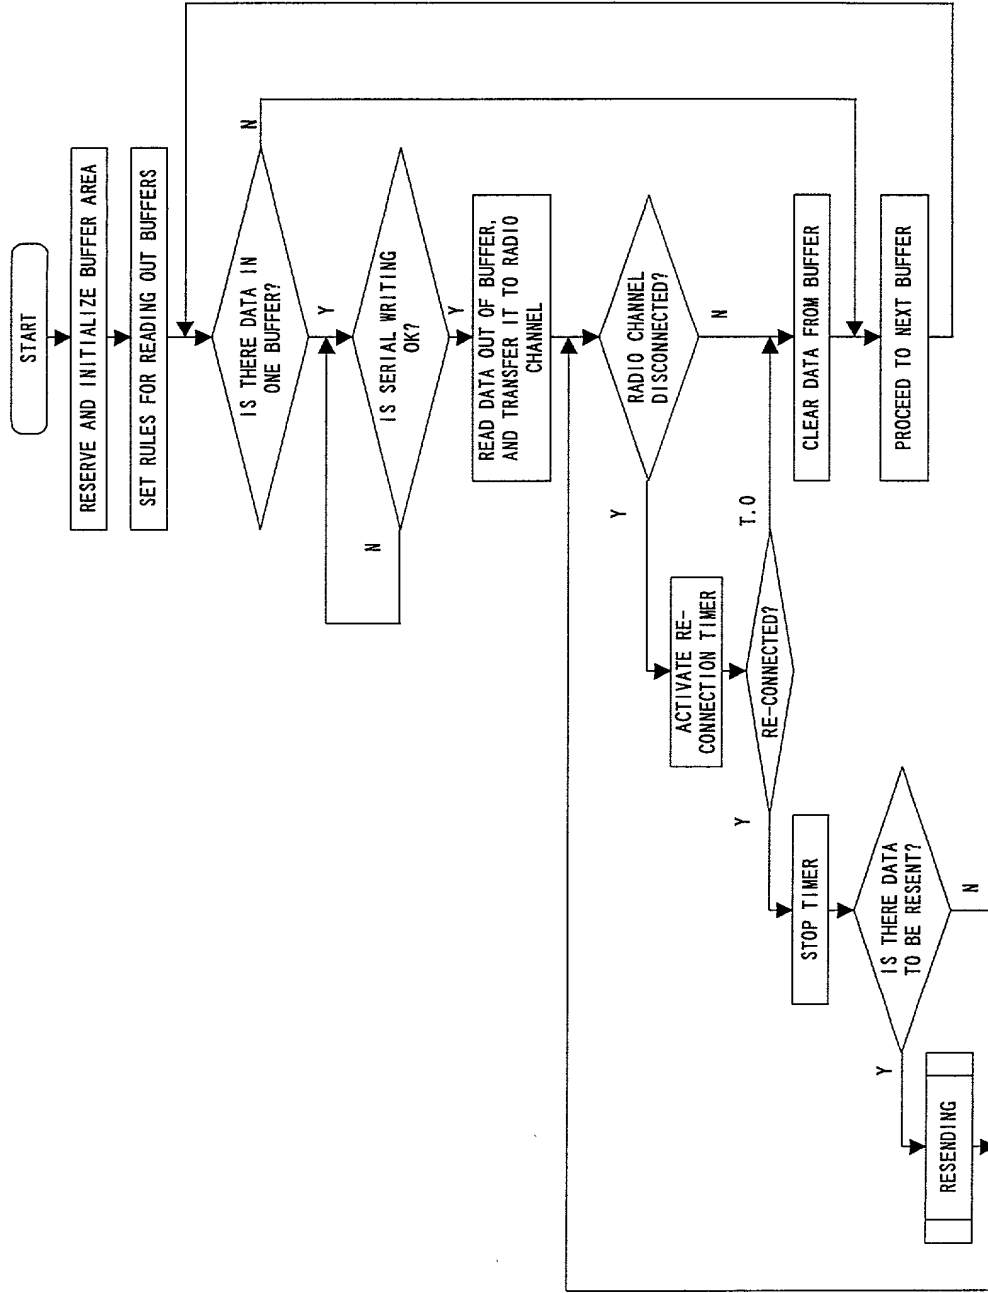 START
RESERVE AND INITIALIZE BUFFER AREA
SET RULES FOR READING OUT BUFFERS
IS THERE DATA IN
ONE BUFFER?
N
Y
IS SERIAL WRITING
OK?
N
Y
READ DATA OUT OF BUFFER,
AND TRANSFER IT TO RADIO
CHANNEL
RADIO CHANNEL
DISCONNECTED?
Y
N
ACTIVATE RE-
CONNECTION TIMER
RE-CONNECTED?
T.O
Y
CLEAR DATA FROM BUFFER
STOP TIMER
PROCEED TO NEXT BUFFER
IS THERE DATA
TO BE RESENT?
Y
N
RESENDING